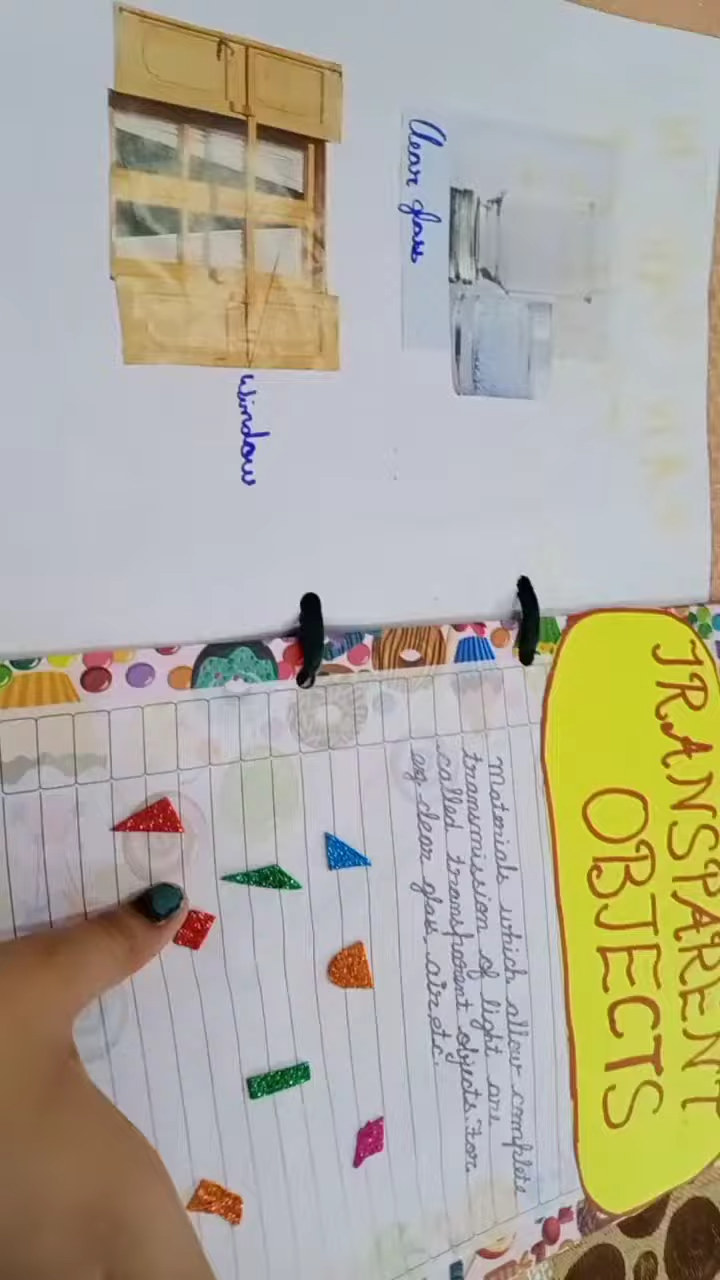 TRANSPARENT
OBJECTS
Materials which allow complete
transmission of light are
called transparent objects. For.
eg clear glass, air, etc.
Clear glass
Window